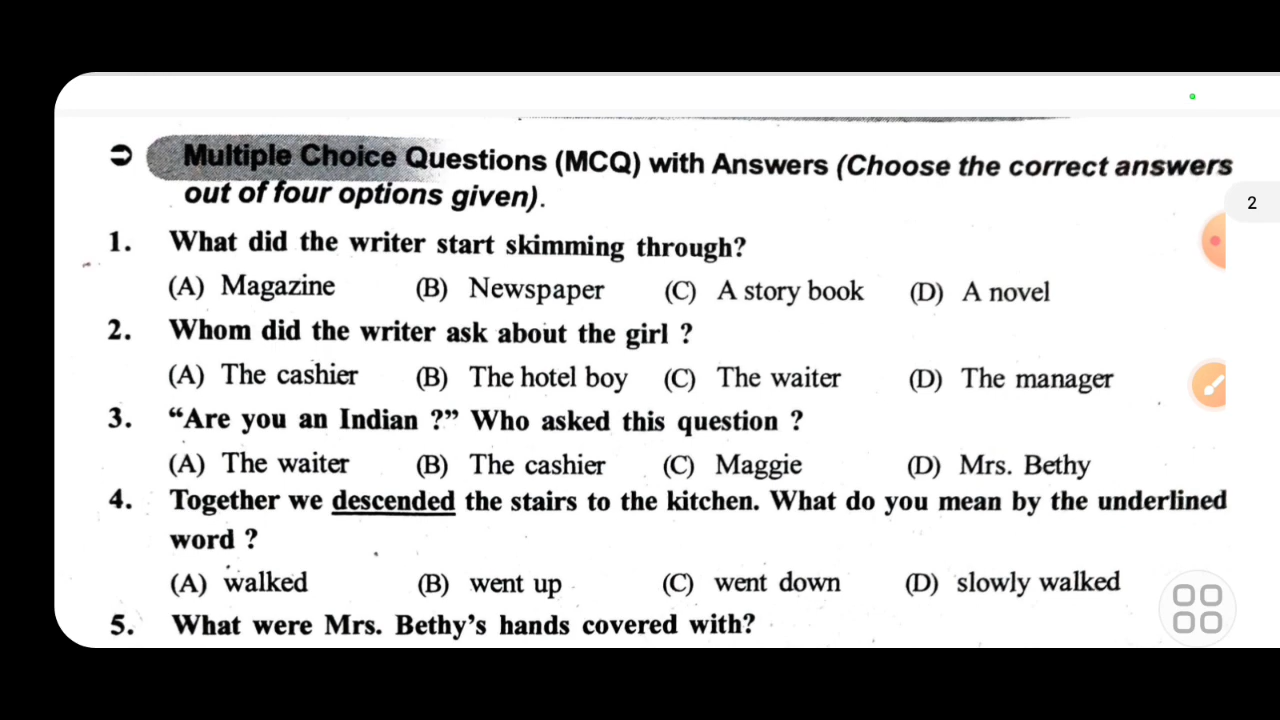 ➲ Multiple Choice Questions (MCQ) with Answers (Choose the correct answers
out of four options given).
2
1. What did the writer start skimming through?
(A) Magazine (B) Newspaper (C) A story book (D) A novel
2. Whom did the writer ask about the girl ?
(A) The cashier (B) The hotel boy (C) The waiter (D) The manager
3. “Are you an Indian ?” Who asked this question ?
(A) The waiter (B) The cashier (C) Maggie (D) Mrs. Bethy
4. Together we descended the stairs to the kitchen. What do you mean by the underlined
word ?
(A) walked (B) went up (C) went down (D) slowly walked
5. What were Mrs. Bethy’s hands covered with?